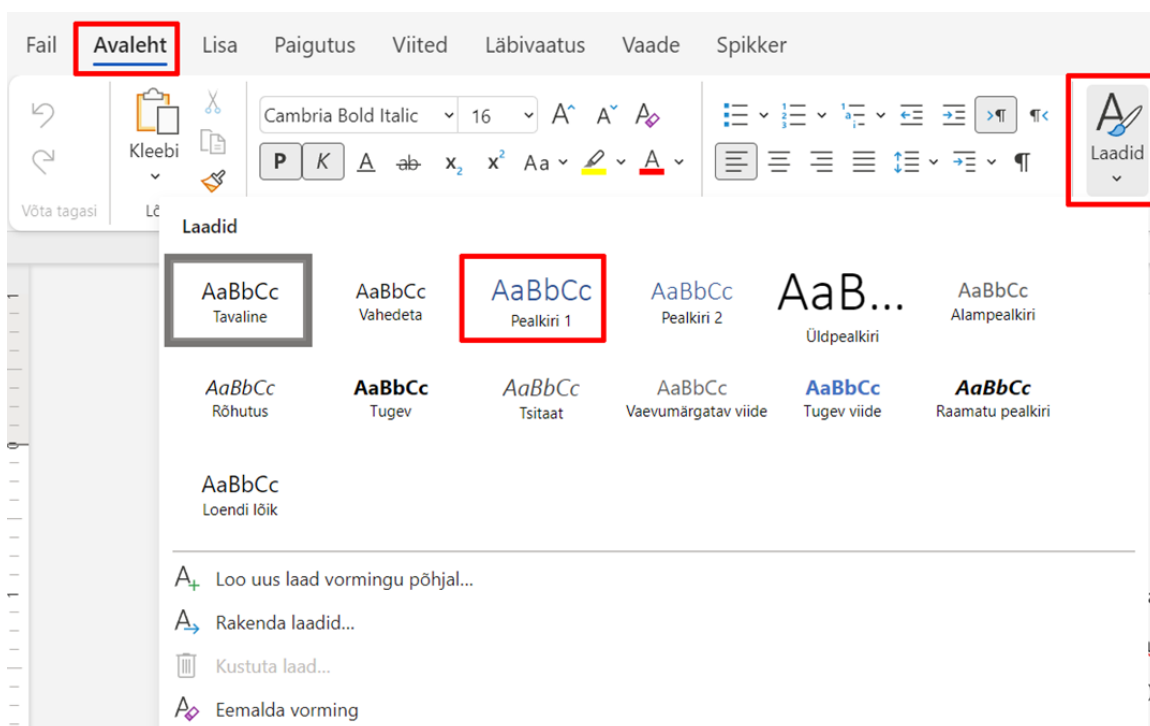 Fail Avaleht Lisa Paigutus Viited Läbivaatus Vaade Spikker
Cambria Bold Italic 16 A A A
Kleebi
P K A ab x₂ x² Aa A
Laadid
Võta tagasi
Laadid
AaBbCc AaBbCc AaBbCc AaBbCc AaB... AaBbCc
Tavaline Vahedeta Pealkiri 1 Pealkiri 2 Üldpealkiri Alampealkiri
AaBbCc AaBbCc AaBbCc AaBbCc AaBbCc AaBbCc
Rõhutus Tugev Tsitaat Vaevumärgatav viide Tugev viide Raamatu pealkiri
AaBbCc
Loendi lõik
Loo uus laad vormingu põhjal...
Rakenda laadid...
Kustuta laad...
Eemalda vorming